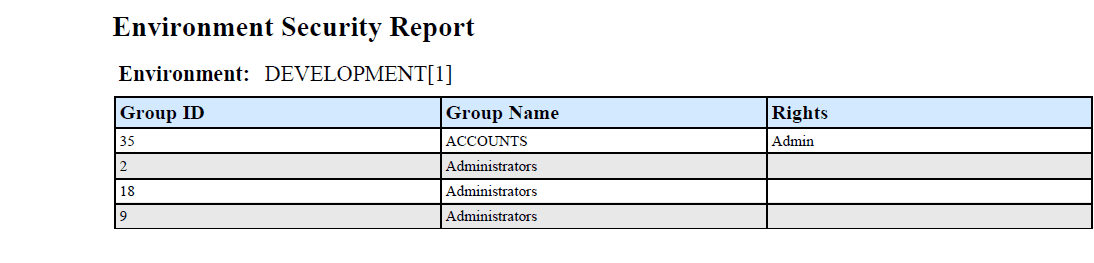 Environment Security Report
Environment: DEVELOPMENT[1]
Group ID Group Name Rights
35 ACCOUNTS Admin
2 Administrators
18 Administrators
9 Administrators